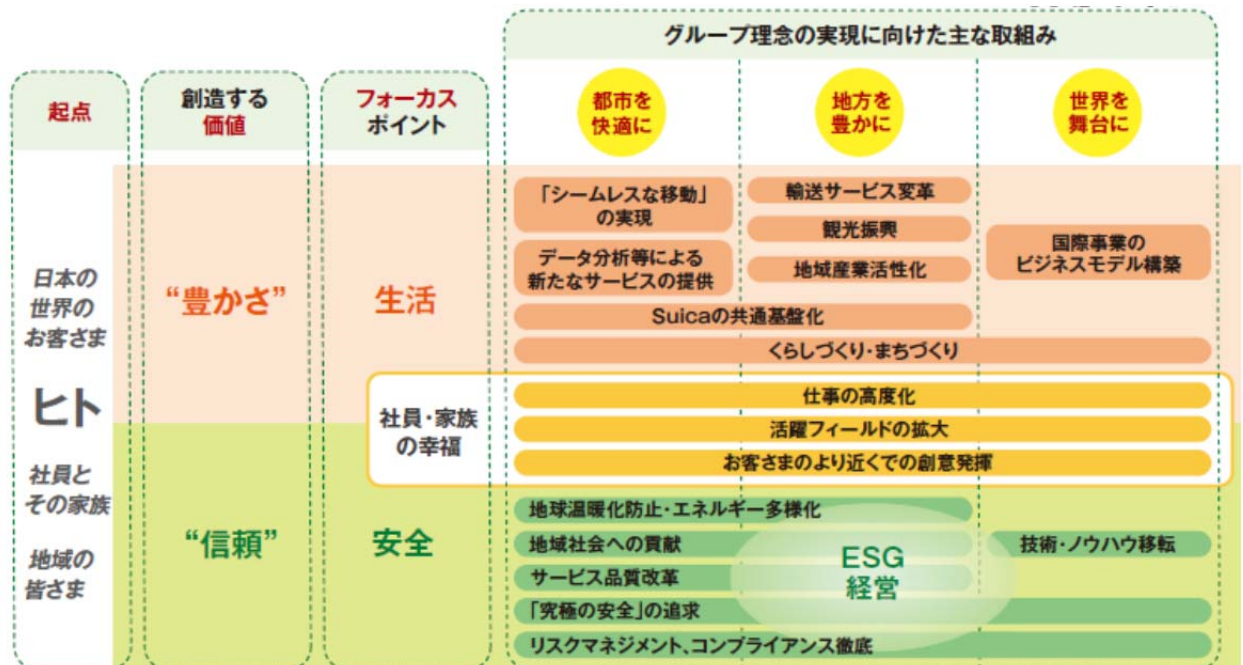 グループ理念の実現に向けた主な取組み
起点
創造する
価値
フォーカス
ポイント
都市を
快適に
地方を
豊かに
世界を
舞台に
日本の
世界の
お客さま
ヒト
社員と
その家族
地域の
皆さま
“豊かさ”
“信頼”
生活
社員・家族
の幸福
安全
「シームレスな移動」
の実現
データ分析等による
新たなサービスの提供
輸送サービス変革
観光振興
地域産業活性化
国際事業の
ビジネスモデル構築
Suicaの共通基盤化
くらしづくり・まちづくり
仕事の高度化
活躍フィールドの拡大
お客さまのより近くでの創意発揮
地球温暖化防止・エネルギー多様化
地域社会への貢献
サービス品質改革
「究極の安全」の追求
リスクマネジメント、コンプライアンス徹底
ESG
経営
技術・ノウハウ移転